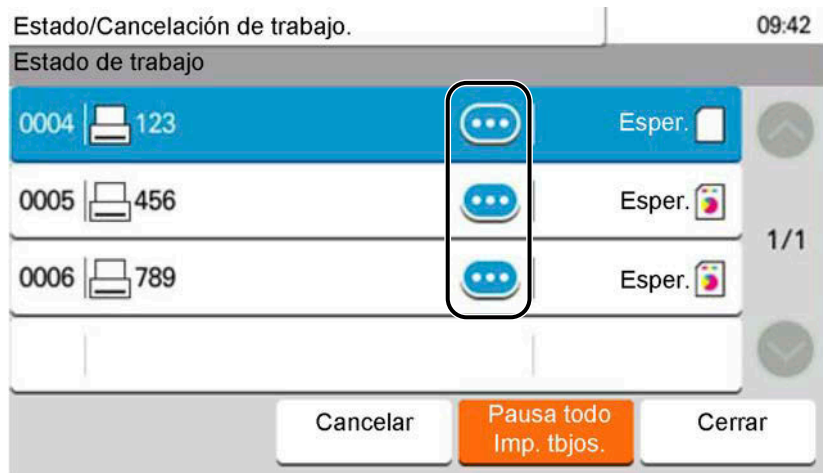 Estado/Cancelación de trabajo. 09:42
Estado de trabajo
0004 123 Esper.
0005 456 Esper.
1/1
0006 789 Esper.
Cancelar Pausa todo Cerrar
Imp. tbjos.